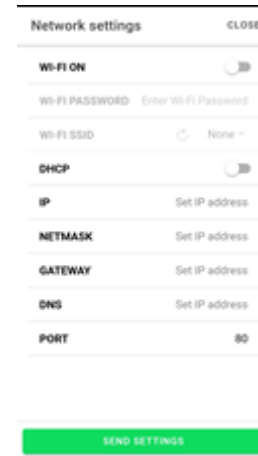 Network settings CLOSE
WI-FI ON
WI-FI PASSWORD Enter Wi-Fi Password
WI-FI SSID None
DHCP
IP Set IP address
NETMASK Set IP address
GATEWAY Set IP address
DNS Set IP address
PORT 80
SEND SETTINGS